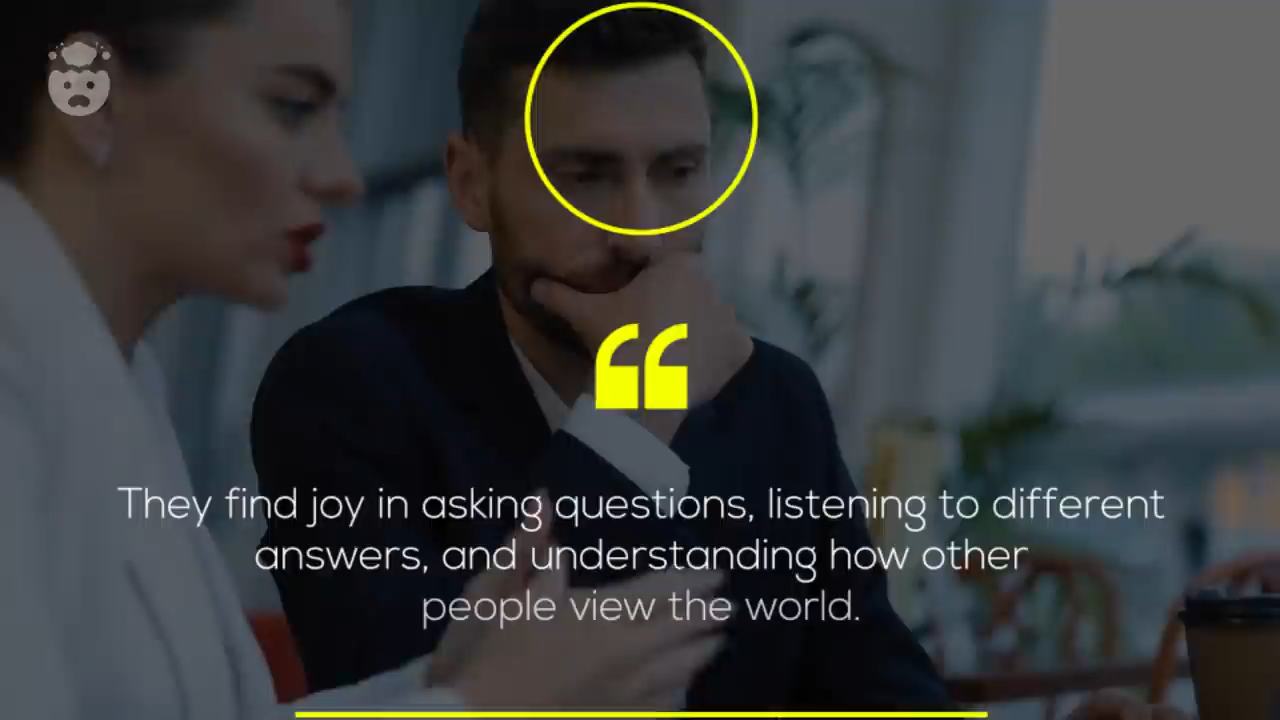 They find joy in asking questions, listening to different
answers, and understanding how other
people view the world.